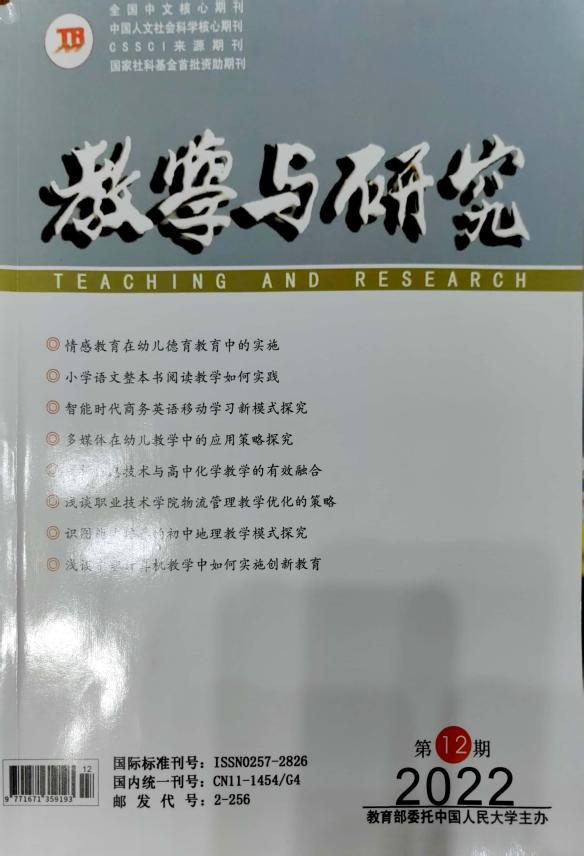 TR
全国中文核心期刊
中国人文社会科学核心期刊
CSSCI来源期刊
国家社科基金首批资助期刊
教学与研究
TEACHING AND RESEARCH
◎ 情感教育在幼儿德育教育中的实施
◎ 小学语文整本书阅读教学如何实践
◎ 智能时代商务英语移动学习新模式探究
◎ 多媒体在幼儿教学中的应用策略探究
◎ 技术与高中化学教学的有效融合
◎ 浅谈职业技术学院物流管理教学优化的策略
◎ 识图 初中地理教学模式探究
◎ 浅谈 机教学中如何实施创新教育
12
9 771671 359193
国际标准刊号：ISSN0257-2826
国内统一刊号：CN11-1454/G4
邮发代号：2-256
第12期
2022
教育部委托中国人民大学主办